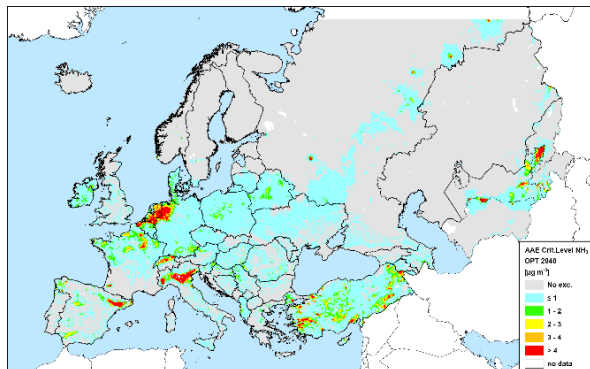 AAE Crit.Level NH₃
OPT 2040
[µg m⁻³]
No exc.
≤ 1
1 - 2
2 - 3
3 - 4
> 4
no data